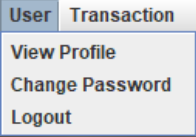 User Transaction
View Profile
Change Password
Logout